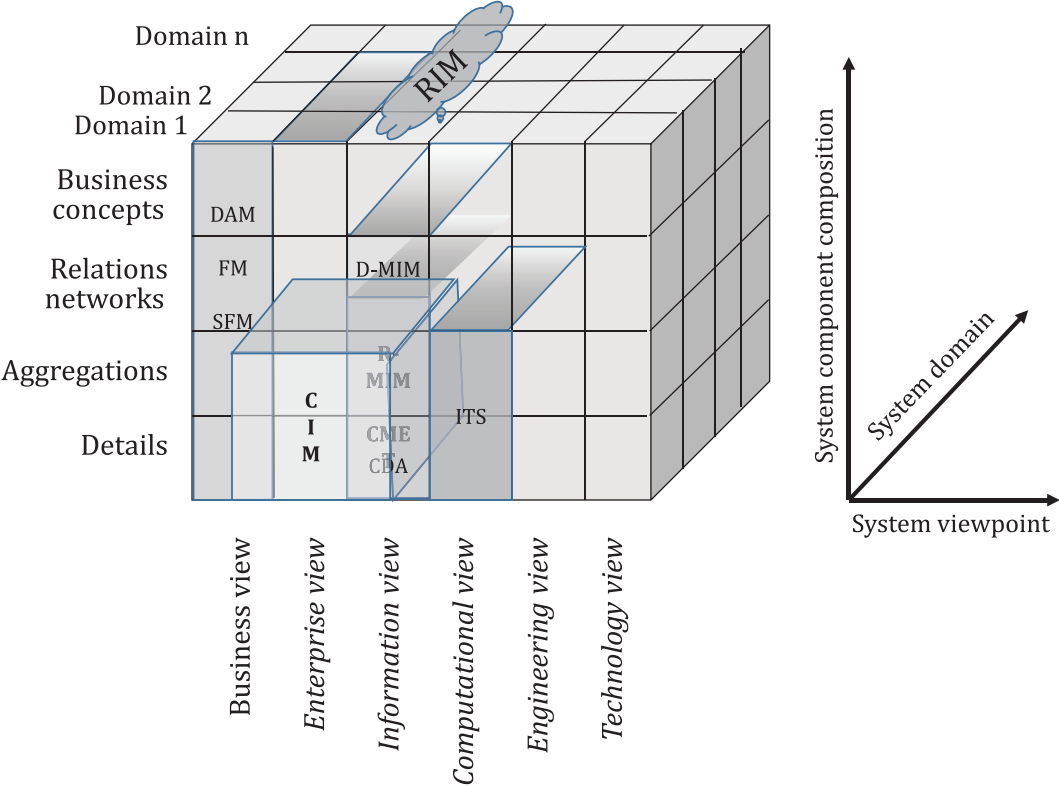 Domain n
Domain 2
Domain 1
RIM
Business
concepts
Relations
networks
Aggregations
Details
DAM
FM
SFM
D-MIM
R-
MIM
CME
T
CDA
C
I
M
ITS
Business view
Enterprise view
Information view
Computational view
Engineering view
Technology view
System component composition
System domain
System viewpoint